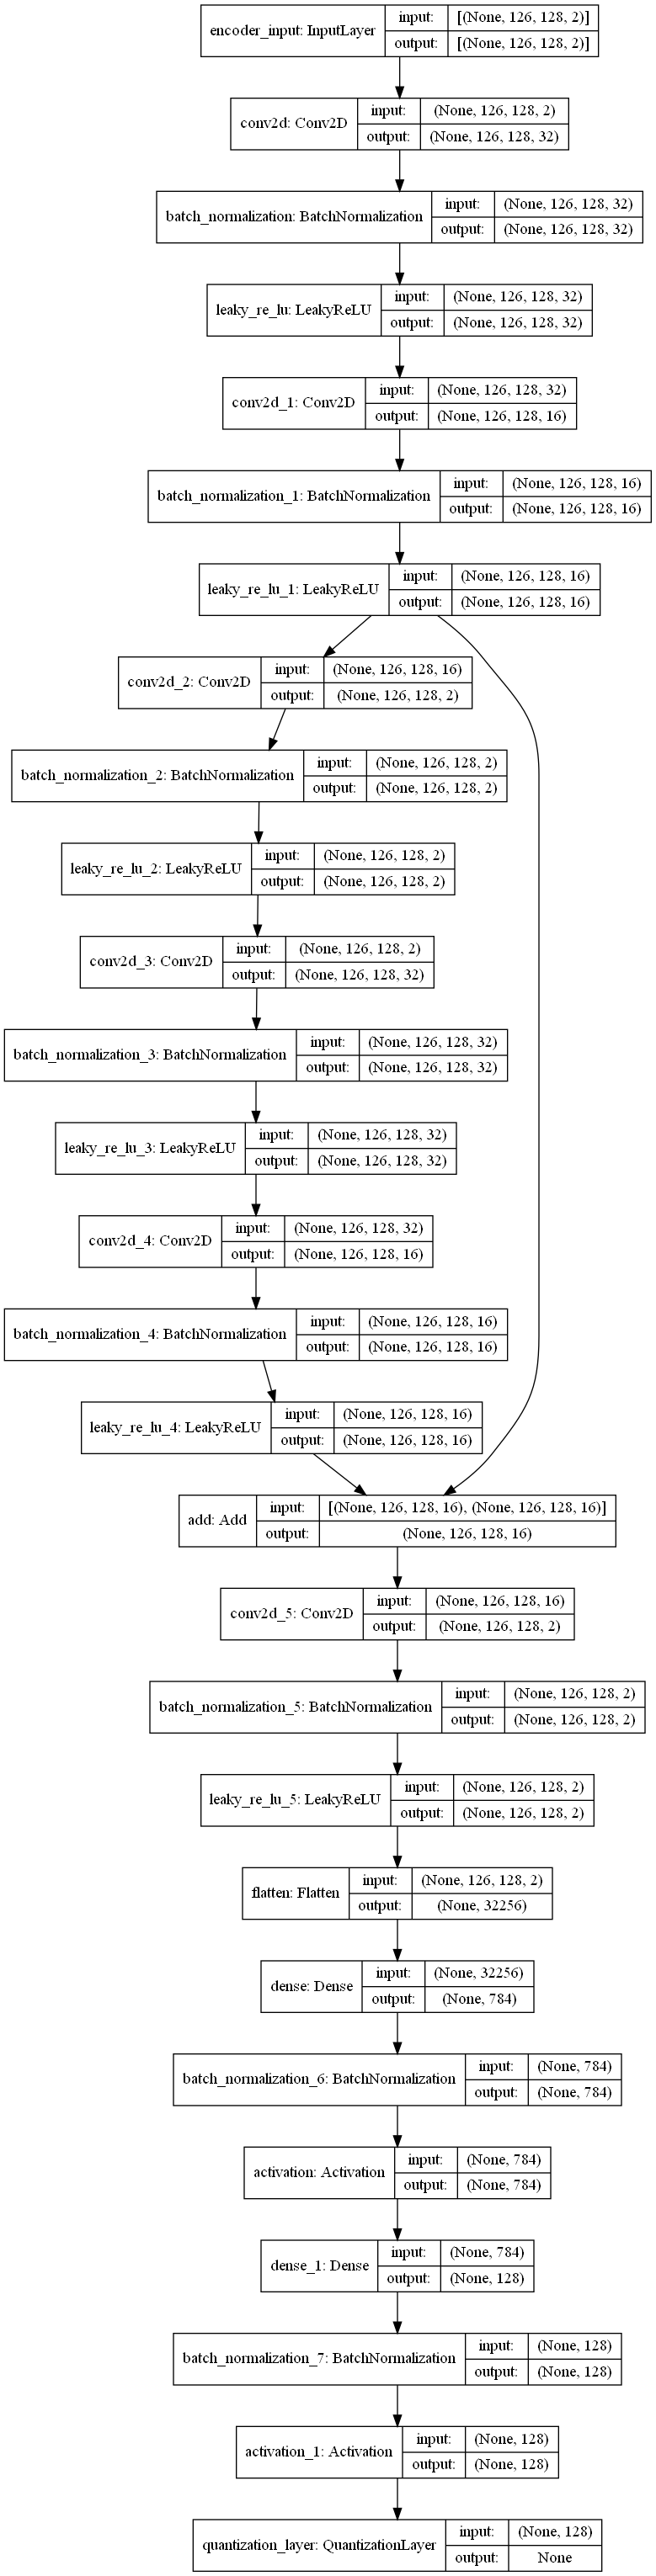 encoder_input: InputLayer
input: [(None, 126, 128, 2)]
output: [(None, 126, 128, 2)]
conv2d: Conv2D
input: (None, 126, 128, 2)
output: (None, 126, 128, 32)
batch_normalization: BatchNormalization
input: (None, 126, 128, 32)
output: (None, 126, 128, 32)
leaky_re_lu: LeakyReLU
input: (None, 126, 128, 32)
output: (None, 126, 128, 32)
conv2d_1: Conv2D
input: (None, 126, 128, 32)
output: (None, 126, 128, 16)
batch_normalization_1: BatchNormalization
input: (None, 126, 128, 16)
output: (None, 126, 128, 16)
leaky_re_lu_1: LeakyReLU
input: (None, 126, 128, 16)
output: (None, 126, 128, 16)
conv2d_2: Conv2D
input: (None, 126, 128, 16)
output: (None, 126, 128, 2)
batch_normalization_2: BatchNormalization
input: (None, 126, 128, 2)
output: (None, 126, 128, 2)
leaky_re_lu_2: LeakyReLU
input: (None, 126, 128, 2)
output: (None, 126, 128, 2)
conv2d_3: Conv2D
input: (None, 126, 128, 2)
output: (None, 126, 128, 32)
batch_normalization_3: BatchNormalization
input: (None, 126, 128, 32)
output: (None, 126, 128, 32)
leaky_re_lu_3: LeakyReLU
input: (None, 126, 128, 32)
output: (None, 126, 128, 32)
conv2d_4: Conv2D
input: (None, 126, 128, 32)
output: (None, 126, 128, 16)
batch_normalization_4: BatchNormalization
input: (None, 126, 128, 16)
output: (None, 126, 128, 16)
leaky_re_lu_4: LeakyReLU
input: (None, 126, 128, 16)
output: (None, 126, 128, 16)
add: Add
input: [(None, 126, 128, 16), (None, 126, 128, 16)]
output: (None, 126, 128, 16)
conv2d_5: Conv2D
input: (None, 126, 128, 16)
output: (None, 126, 128, 2)
batch_normalization_5: BatchNormalization
input: (None, 126, 128, 2)
output: (None, 126, 128, 2)
leaky_re_lu_5: LeakyReLU
input: (None, 126, 128, 2)
output: (None, 126, 128, 2)
flatten: Flatten
input: (None, 126, 128, 2)
output: (None, 32256)
dense: Dense
input: (None, 32256)
output: (None, 784)
batch_normalization_6: BatchNormalization
input: (None, 784)
output: (None, 784)
activation: Activation
input: (None, 784)
output: (None, 784)
dense_1: Dense
input: (None, 784)
output: (None, 128)
batch_normalization_7: BatchNormalization
input: (None, 128)
output: (None, 128)
activation_1: Activation
input: (None, 128)
output: (None, 128)
quantization_layer: QuantizationLayer
input: (None, 128)
output: None